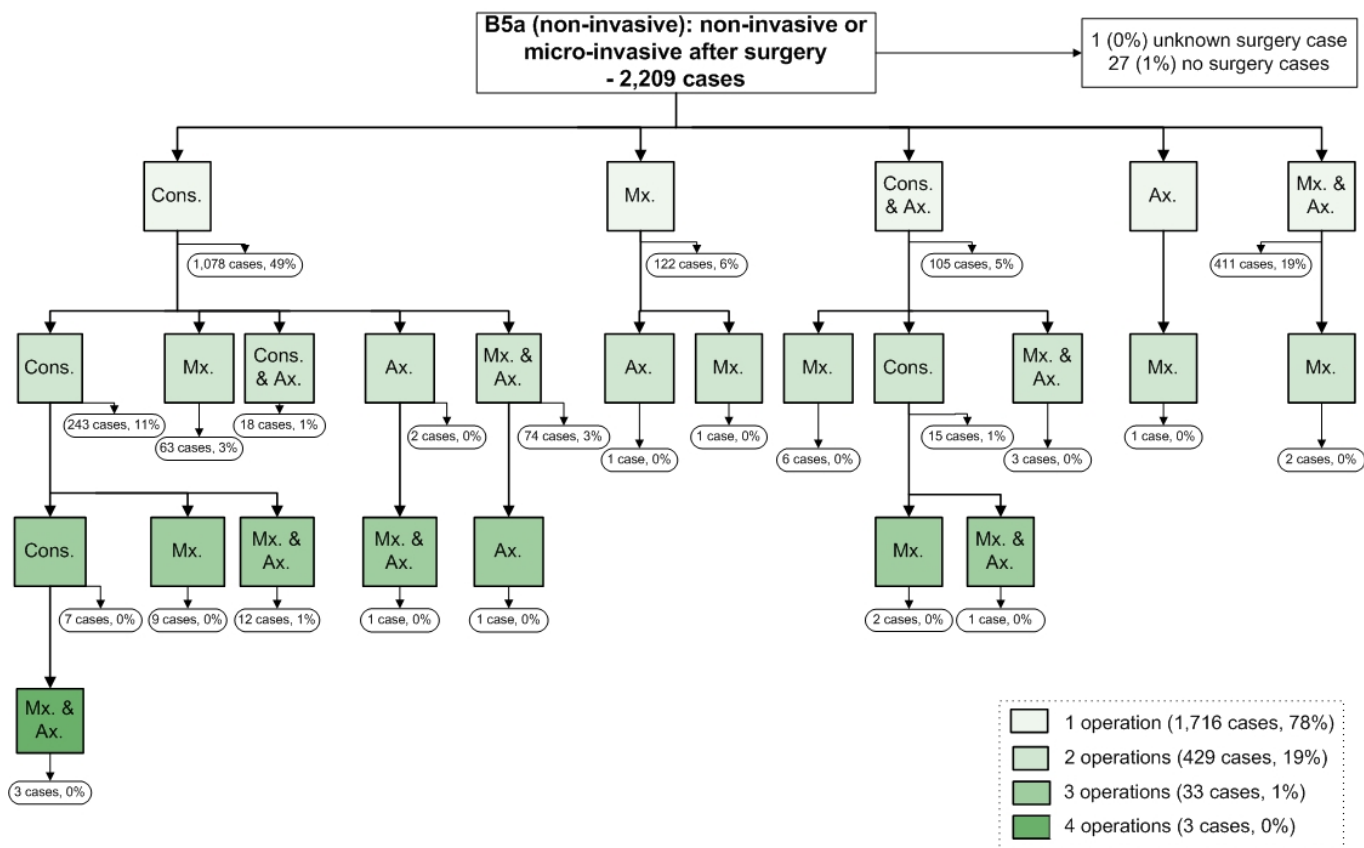 B5a (non-invasive): non-invasive or
micro-invasive after surgery
- 2,209 cases
1 (0%) unknown surgery case
27 (1%) no surgery cases
Cons.
Mx.
Cons.
& Ax.
Ax.
Mx. &
Ax.
1,078 cases, 49%
122 cases, 6%
105 cases, 5%
411 cases, 19%
Cons.
Mx.
Cons.
& Ax.
Ax.
Mx. &
Ax.
Ax.
Mx.
Mx.
Cons.
Mx. &
Ax.
Mx.
Mx.
243 cases, 11%
63 cases, 3%
18 cases, 1%
2 cases, 0%
74 cases, 3%
1 case, 0%
1 case, 0%
6 cases, 0%
15 cases, 1%
3 cases, 0%
1 case, 0%
2 cases, 0%
Cons.
Mx.
Mx. &
Ax.
Mx. &
Ax.
Ax.
Mx.
Mx. &
Ax.
7 cases, 0%
9 cases, 0%
12 cases, 1%
1 case, 0%
1 case, 0%
2 cases, 0%
1 case, 0%
Mx. &
Ax.
3 cases, 0%
1 operation (1,716 cases, 78%)
2 operations (429 cases, 19%)
3 operations (33 cases, 1%)
4 operations (3 cases, 0%)